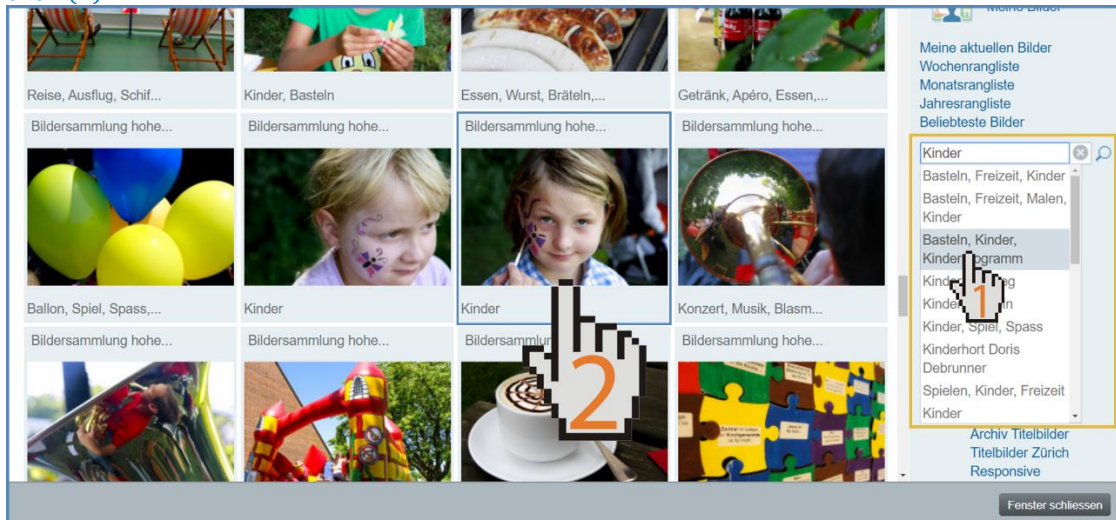 Meine Bilder
Meine aktuellen Bilder
Wochenrangliste
Monatsrangliste
Jahresrangliste
Beliebteste Bilder
Reise, Ausflug, Schif...
Kinder, Basteln
Essen, Wurst, Bräteln,...
Getränk, Apéro, Essen,...
Bildersammlung hohe...
Bildersammlung hohe...
Bildersammlung hohe...
Bildersammlung hohe...
Ballon, Spiel, Spass,...
Kinder
Kinder
Konzert, Musik, Blasm...
Bildersammlung hohe...
Bildersammlung hohe...
Bildersammlung hohe...
2
Kinder
Basteln, Freizeit, Kinder
Basteln, Freizeit, Malen,
Kinder
Basteln, Kinder,
1
Kinder, Spiel, Spass
Kinderhort Doris
Debrunner
Spielen, Kinder, Freizeit
Kinder
Archiv Titelbilder
Titelbilder Zürich
Responsive
Fenster schliessen